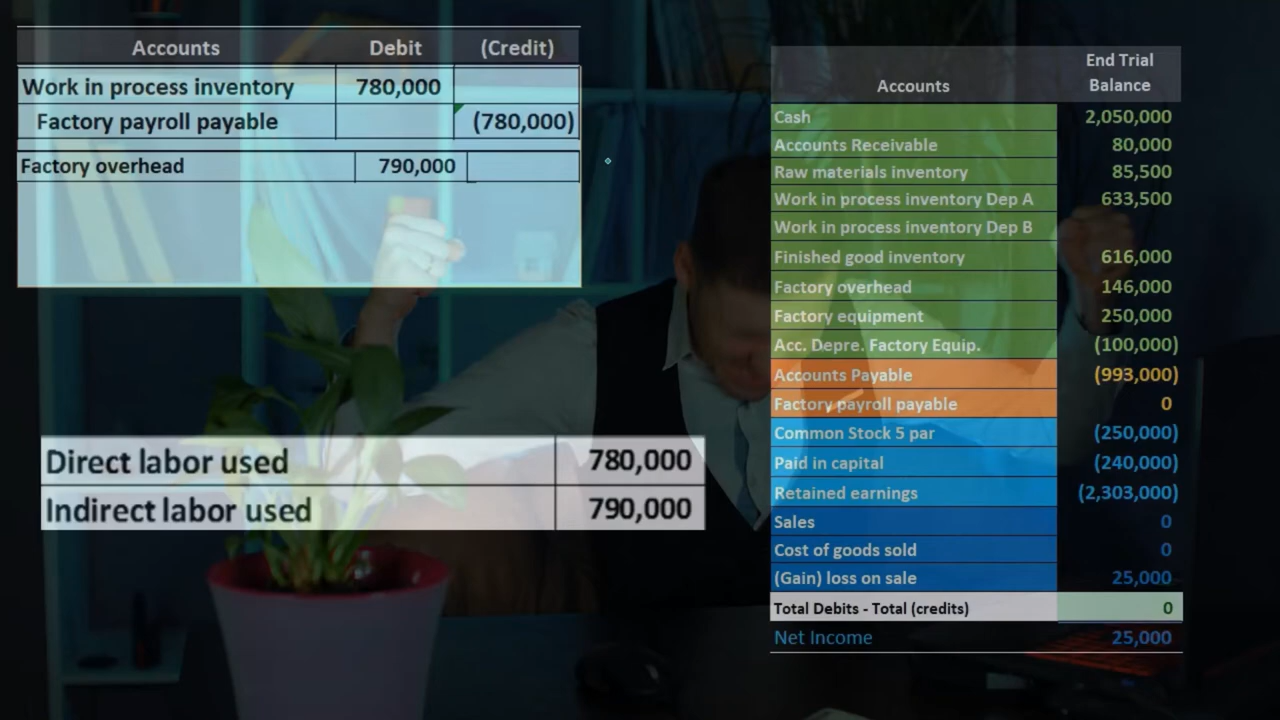 Accounts Debit (Credit)
Work in process inventory 780,000
Factory payroll payable (780,000)
Factory overhead 790,000
Direct labor used 780,000
Indirect labor used 790,000
Accounts End Trial Balance
Cash 2,050,000
Accounts Receivable 80,000
Raw materials inventory 85,500
Work in process inventory Dep A 633,500
Work in process inventory Dep B
Finished good inventory 616,000
Factory overhead 146,000
Factory equipment 250,000
Acc. Depre. Factory Equip. (100,000)
Accounts Payable (993,000)
Factory payroll payable 0
Common Stock 5 par (250,000)
Paid in capital (240,000)
Retained earnings (2,303,000)
Sales 0
Cost of goods sold 0
(Gain) loss on sale 25,000
Total Debits - Total (credits) 0
Net Income 25,000